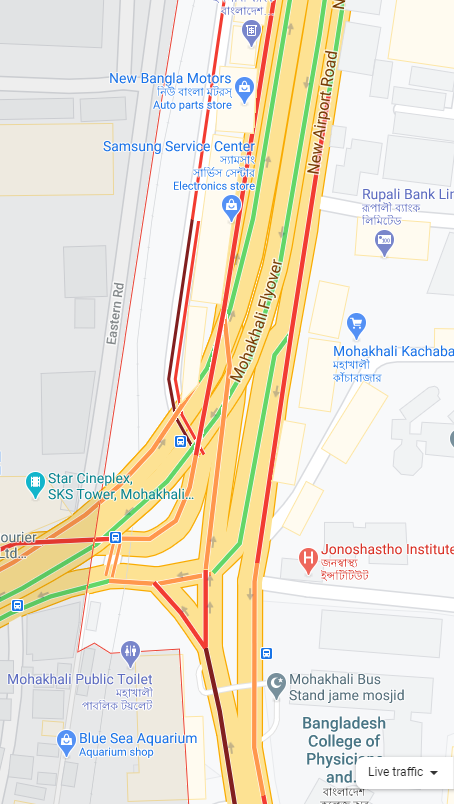 বাংলাদেশ...
New Bangla Motors
নিউ বাংলা মটরস্
Auto parts store
New Airport Road
Samsung Service Center
স্যামসাং
সার্ভিস সেন্টার
Electronics store
Rupali Bank Lim
রূপালী ব্যাংক
লিমিটেড
Eastern Rd
Mohakhali Flyover
Mohakhali Kachaba
মহাখালী
কাঁচাবাজার
Star Cineplex,
SKS Tower, Mohakhali...
ourier
Ltd...
Jonoshastho Institute
জনস্বাস্থ্য
ইন্সটিটিউট
Mohakhali Public Toilet
মহাখালী
পাবলিক টয়লেট
Mohakhali Bus
Stand jame mosjid
Blue Sea Aquarium
Aquarium shop
Bangladesh
College of
Physicians
and...
বাংলাদেশ
Live traffic